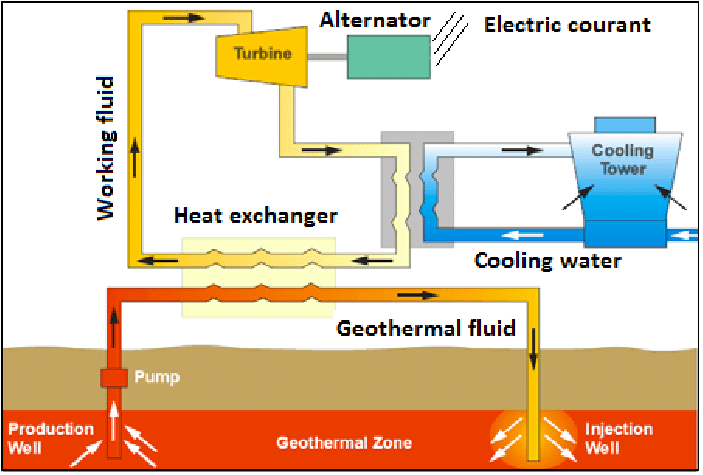 Alternator
Electric courant
Turbine
Working fluid
Cooling
Tower
Heat exchanger
Cooling water
Geothermal fluid
Pump
Production
Well
Geothermal Zone
Injection
Well